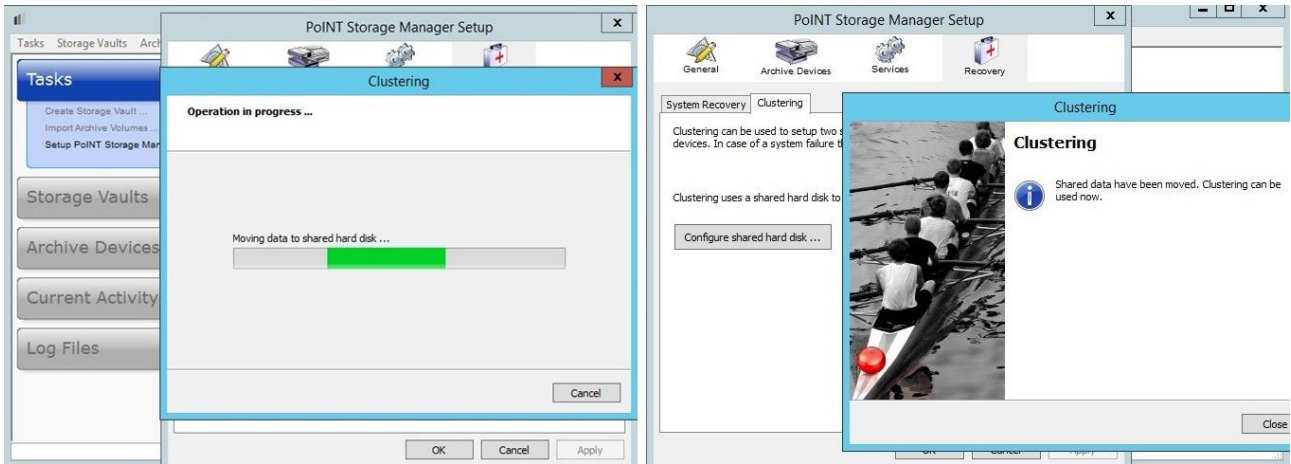 PoINT Storage Manager Setup
x
Tasks Storage Vaults Arch
Clustering
x
Tasks
Create Storage Vault ...
Import Archive Volumes ...
Setup PoINT Storage Man
Operation in progress ...
Storage Vaults
Archive Devices
Moving data to shared hard disk ...
Current Activity
Log Files
Cancel
OK Cancel Apply
PoINT Storage Manager Setup
x
x
General Archive Devices Services Recovery
System Recovery Clustering
Clustering can be used to setup two s
devices. In case of a system failure th
Clustering uses a shared hard disk to
Configure shared hard disk ...
Clustering
Clustering
Shared data have been moved. Clustering can be
used now.
Close